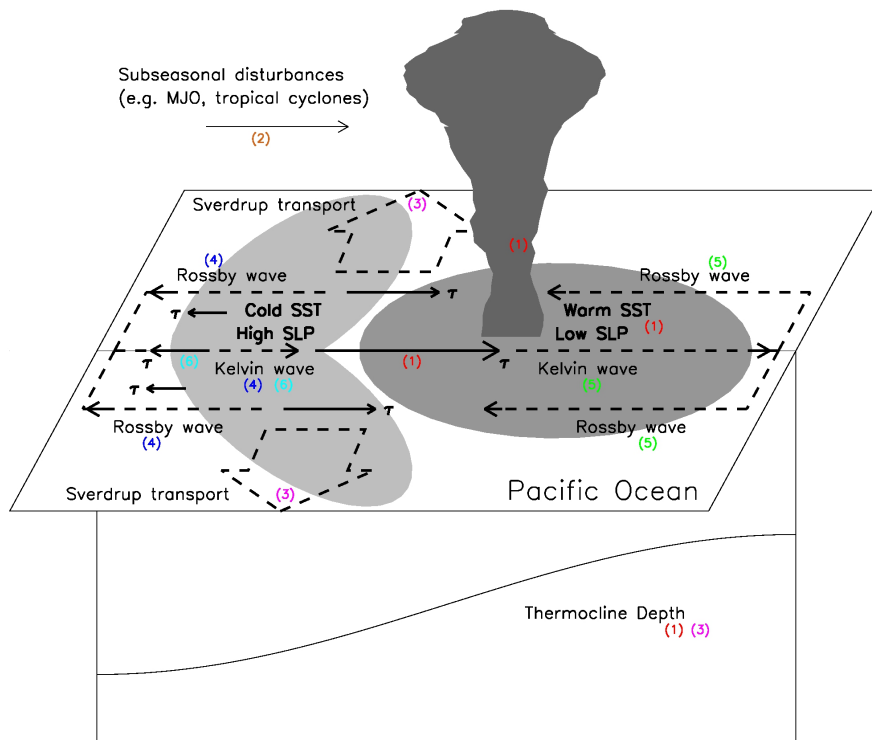 Subseasonal disturbances
(e.g. MJO, tropical cyclones)
(2)
Sverdrup transport
(3)
(1)
(4)
Rossby wave
(5)
Rossby wave
τ
τ
Cold SST
High SLP
Warm SST
Low SLP
(1)
τ
(6)
(1)
τ
Kelvin wave
(4) (6)
Kelvin wave
(5)
τ
τ
Rossby wave
(4)
Rossby wave
(5)
Sverdrup transport
(3)
Pacific Ocean
Thermocline Depth
(1) (3)